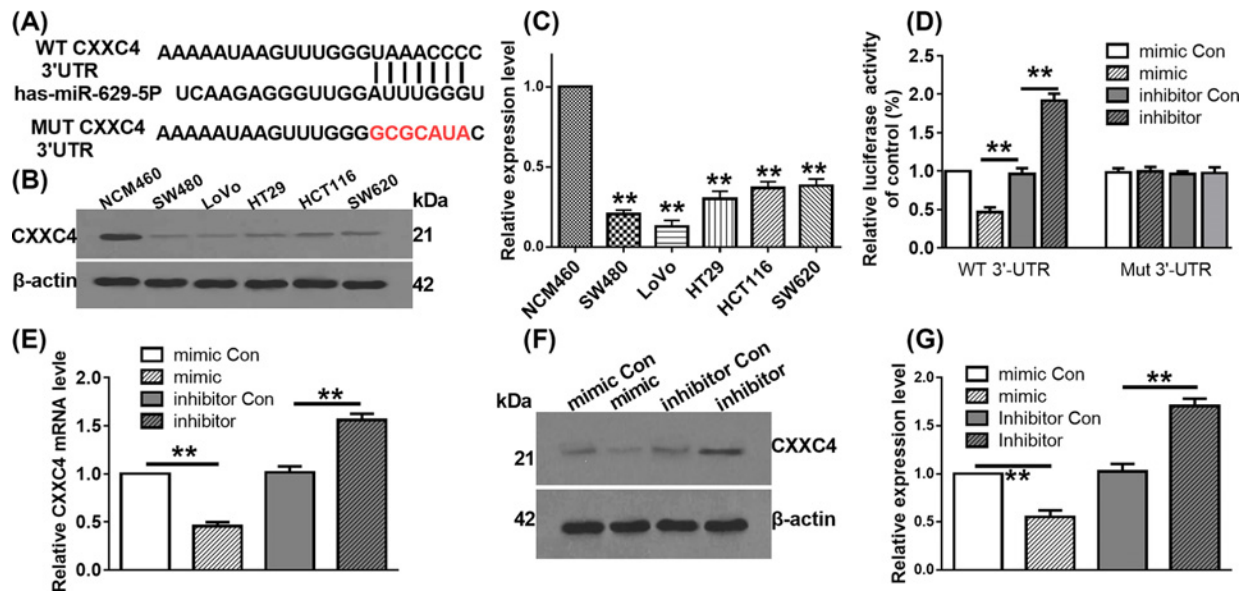 (A)
WT CXXC4
3'UTR
AAAAAUAAGUUUGGGUAAACCCC
has-miR-629-5P
UCAAGAGGGUUGGAUUUGGGU
MUT CXXC4
3'UTR
AAAAAUAAGUUUGGGGCGCAUAC
(B)
NCM460
SW480
LoVo
HT29
HCT116
SW620
kDa
CXXC4
21
β-actin
42
(C)
Relative expression level
1.0
0.5
0.0
**
**
**
**
**
NCM460
SW480
LoVo
HT29
HCT116
SW620
(D)
Relative luciferase activity
of control (%)
2.5
2.0
1.5
1.0
0.5
0.0
**
**
mimic Con
mimic
inhibitor Con
inhibitor
WT 3'-UTR
Mut 3'-UTR
(E)
Relative CXXC4 mRNA levle
2.0
1.5
1.0
0.5
0.0
mimic Con
mimic
inhibitor Con
inhibitor
**
**
(F)
mimic Con
mimic
inhibitor Con
inhibitor
kDa
21
CXXC4
42
β-actin
(G)
Relative expression level
2.0
1.5
1.0
0.5
0.0
mimic Con
mimic
Inhibitor Con
Inhibitor
**
**